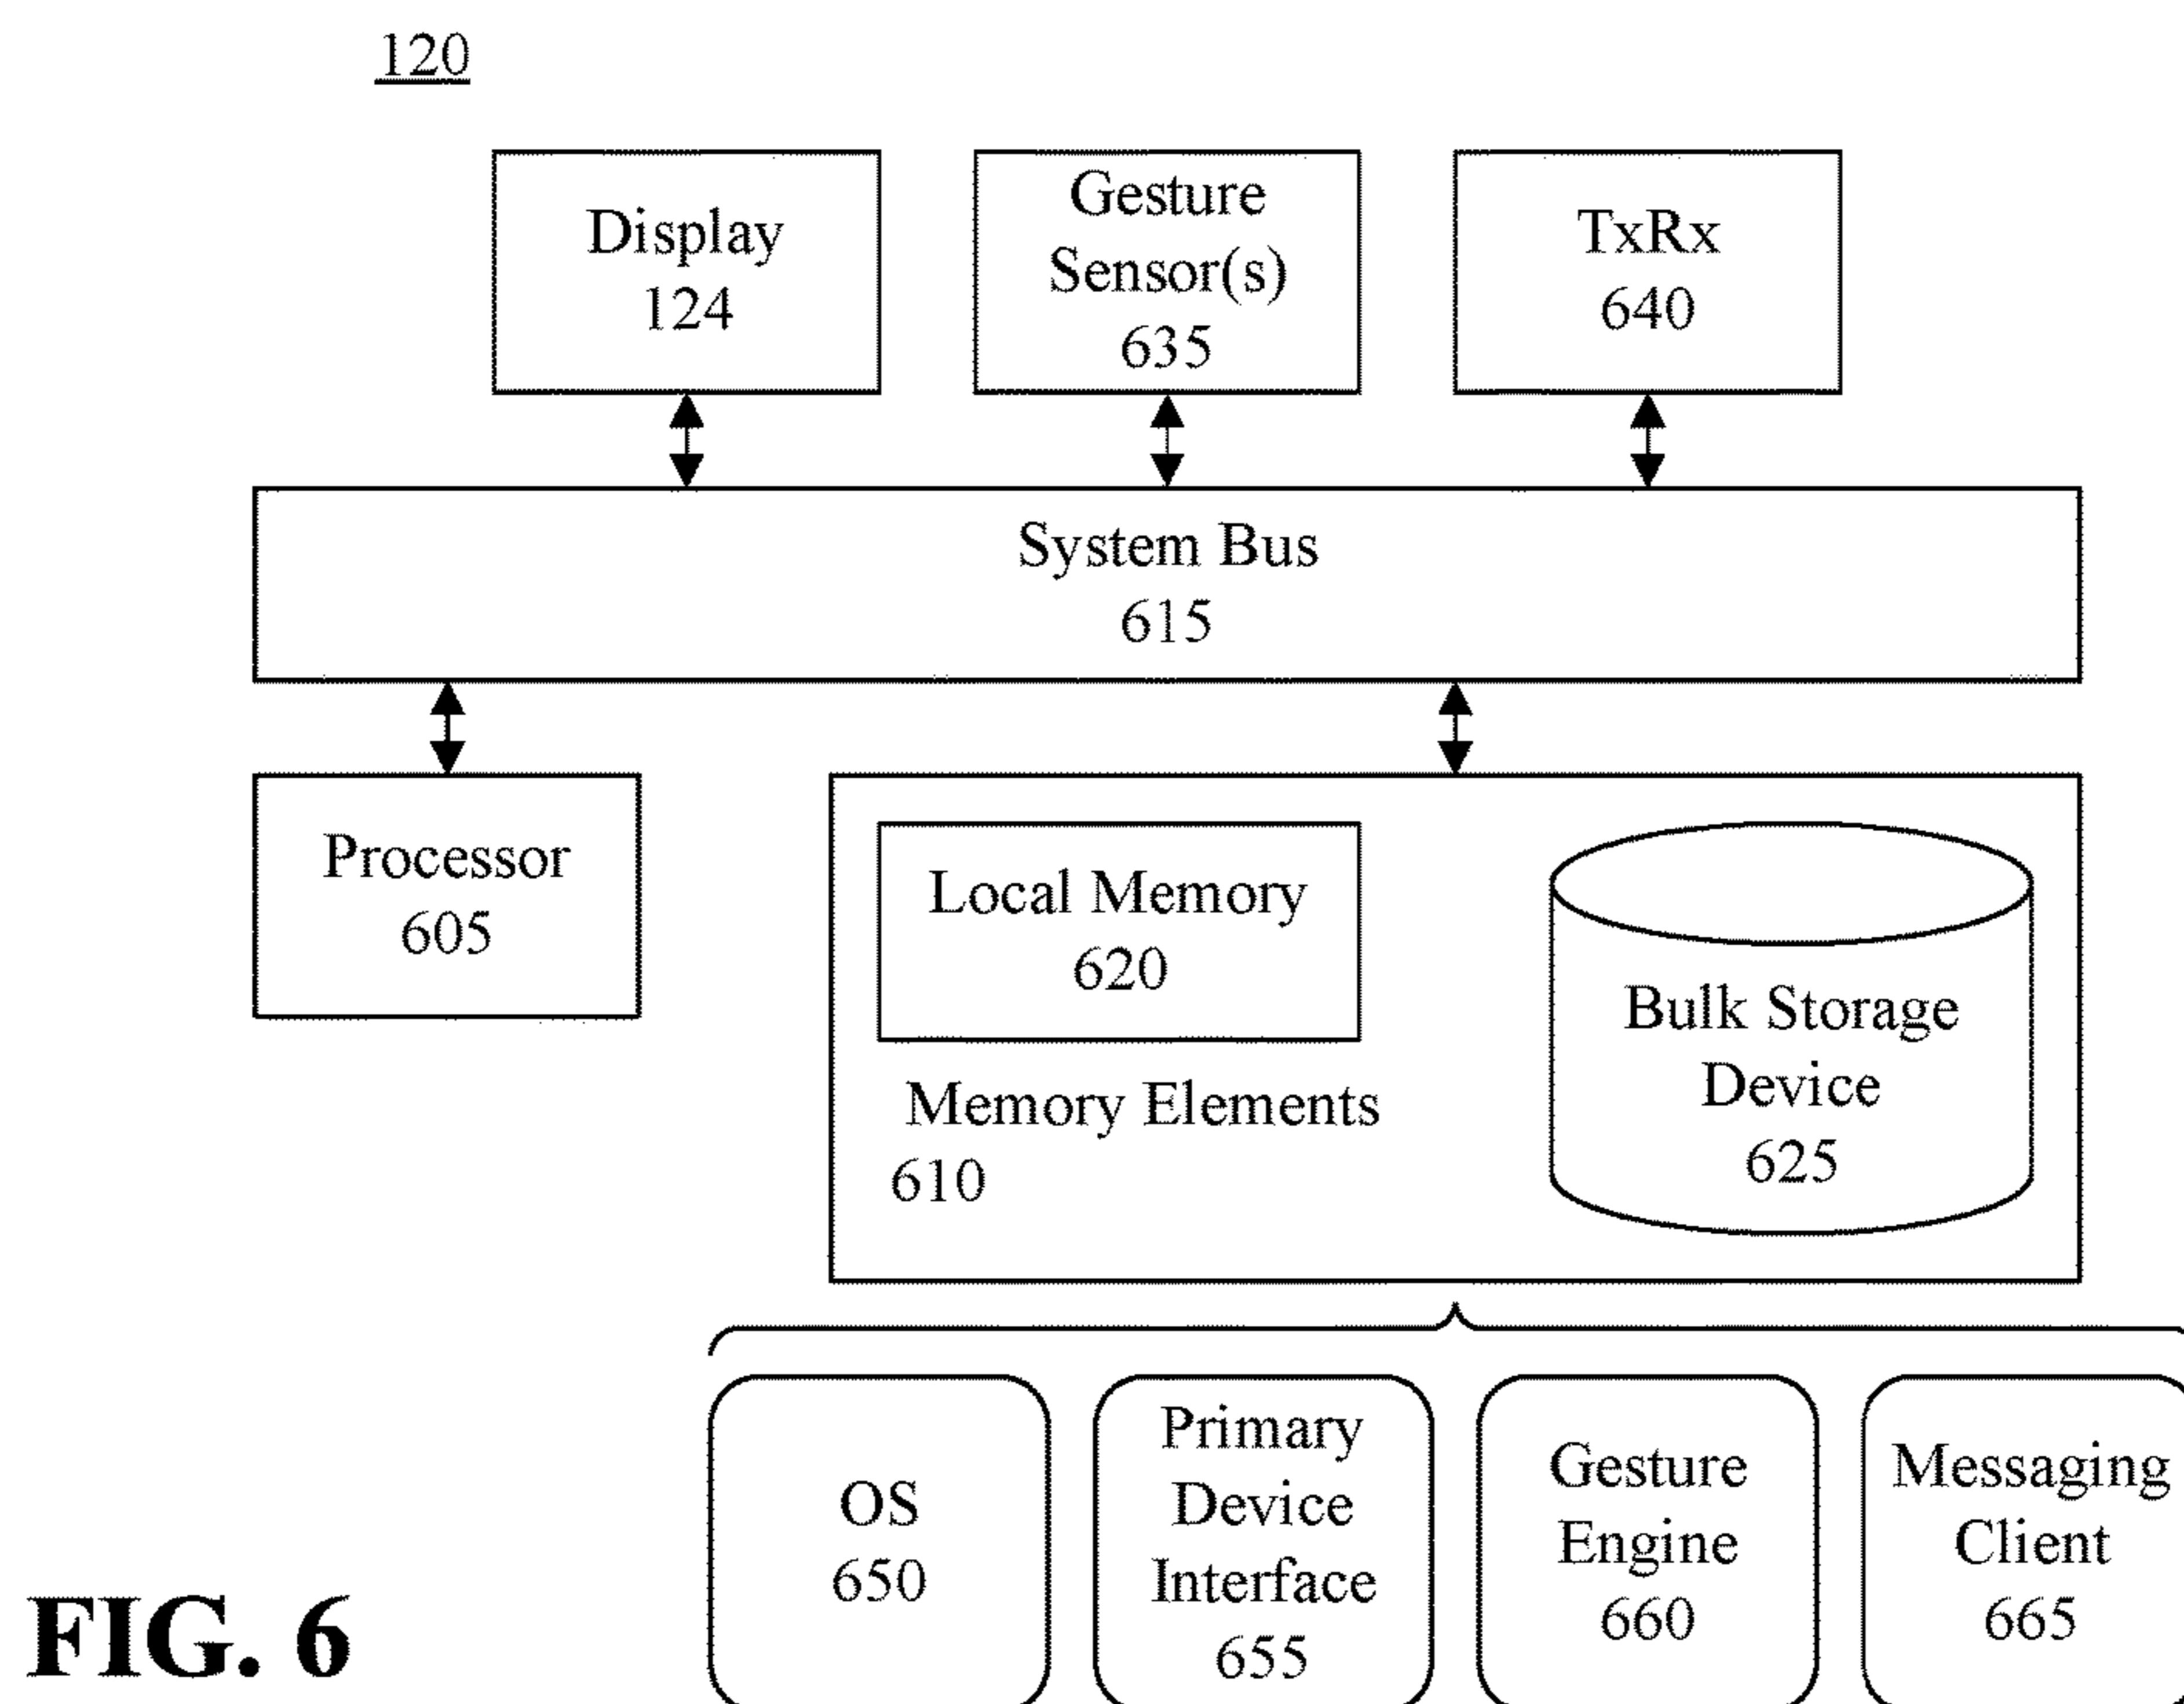 120
Display
124
Gesture
Sensor(s)
635
TxRx
640
System Bus
615
Processor
605
Local Memory
620
Memory Elements
610
Bulk Storage
Device
625
OS
650
Primary
Device
Interface
655
Gesture
Engine
660
Messaging
Client
665
FIG. 6